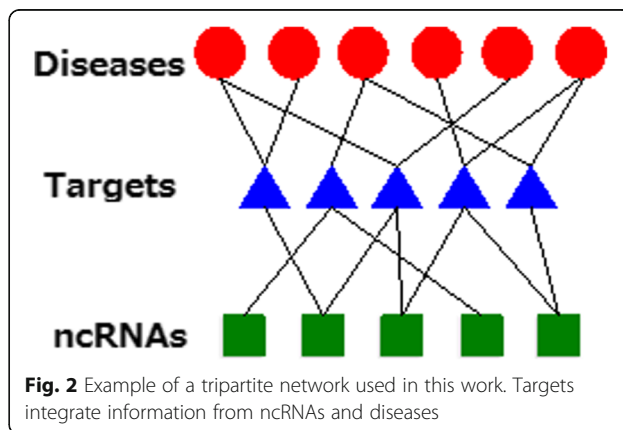 Diseases
Targets
ncRNAs
Fig. 2 Example of a tripartite network used in this work. Targets
integrate information from ncRNAs and diseases